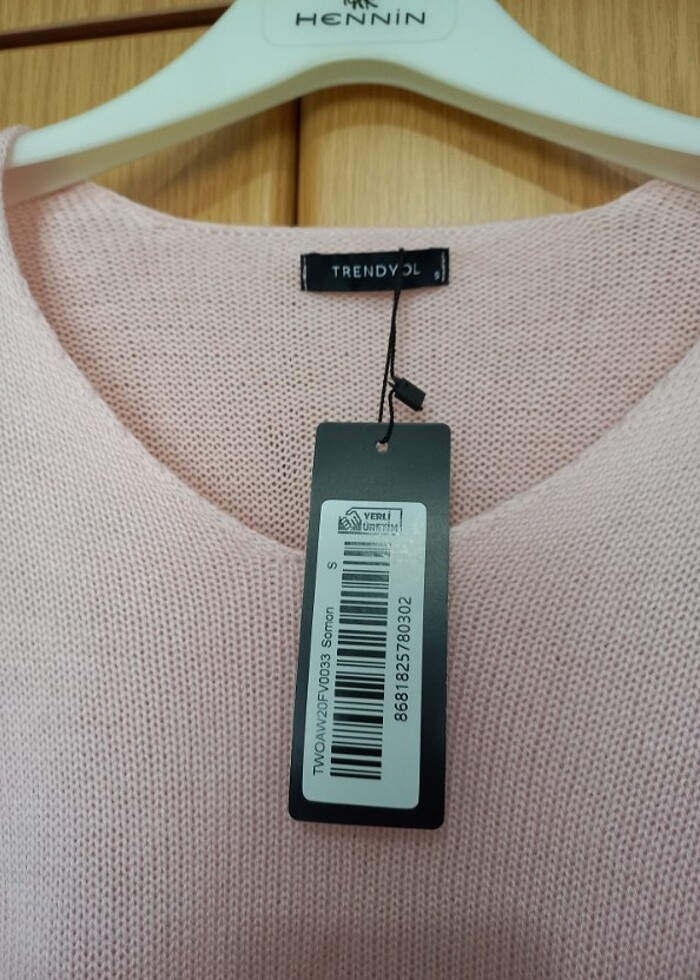 HENNİN
TRENDYOL
S
YERLİ
ÜRETİM
S
TWOAW20FV0033 Somon
8681825780302